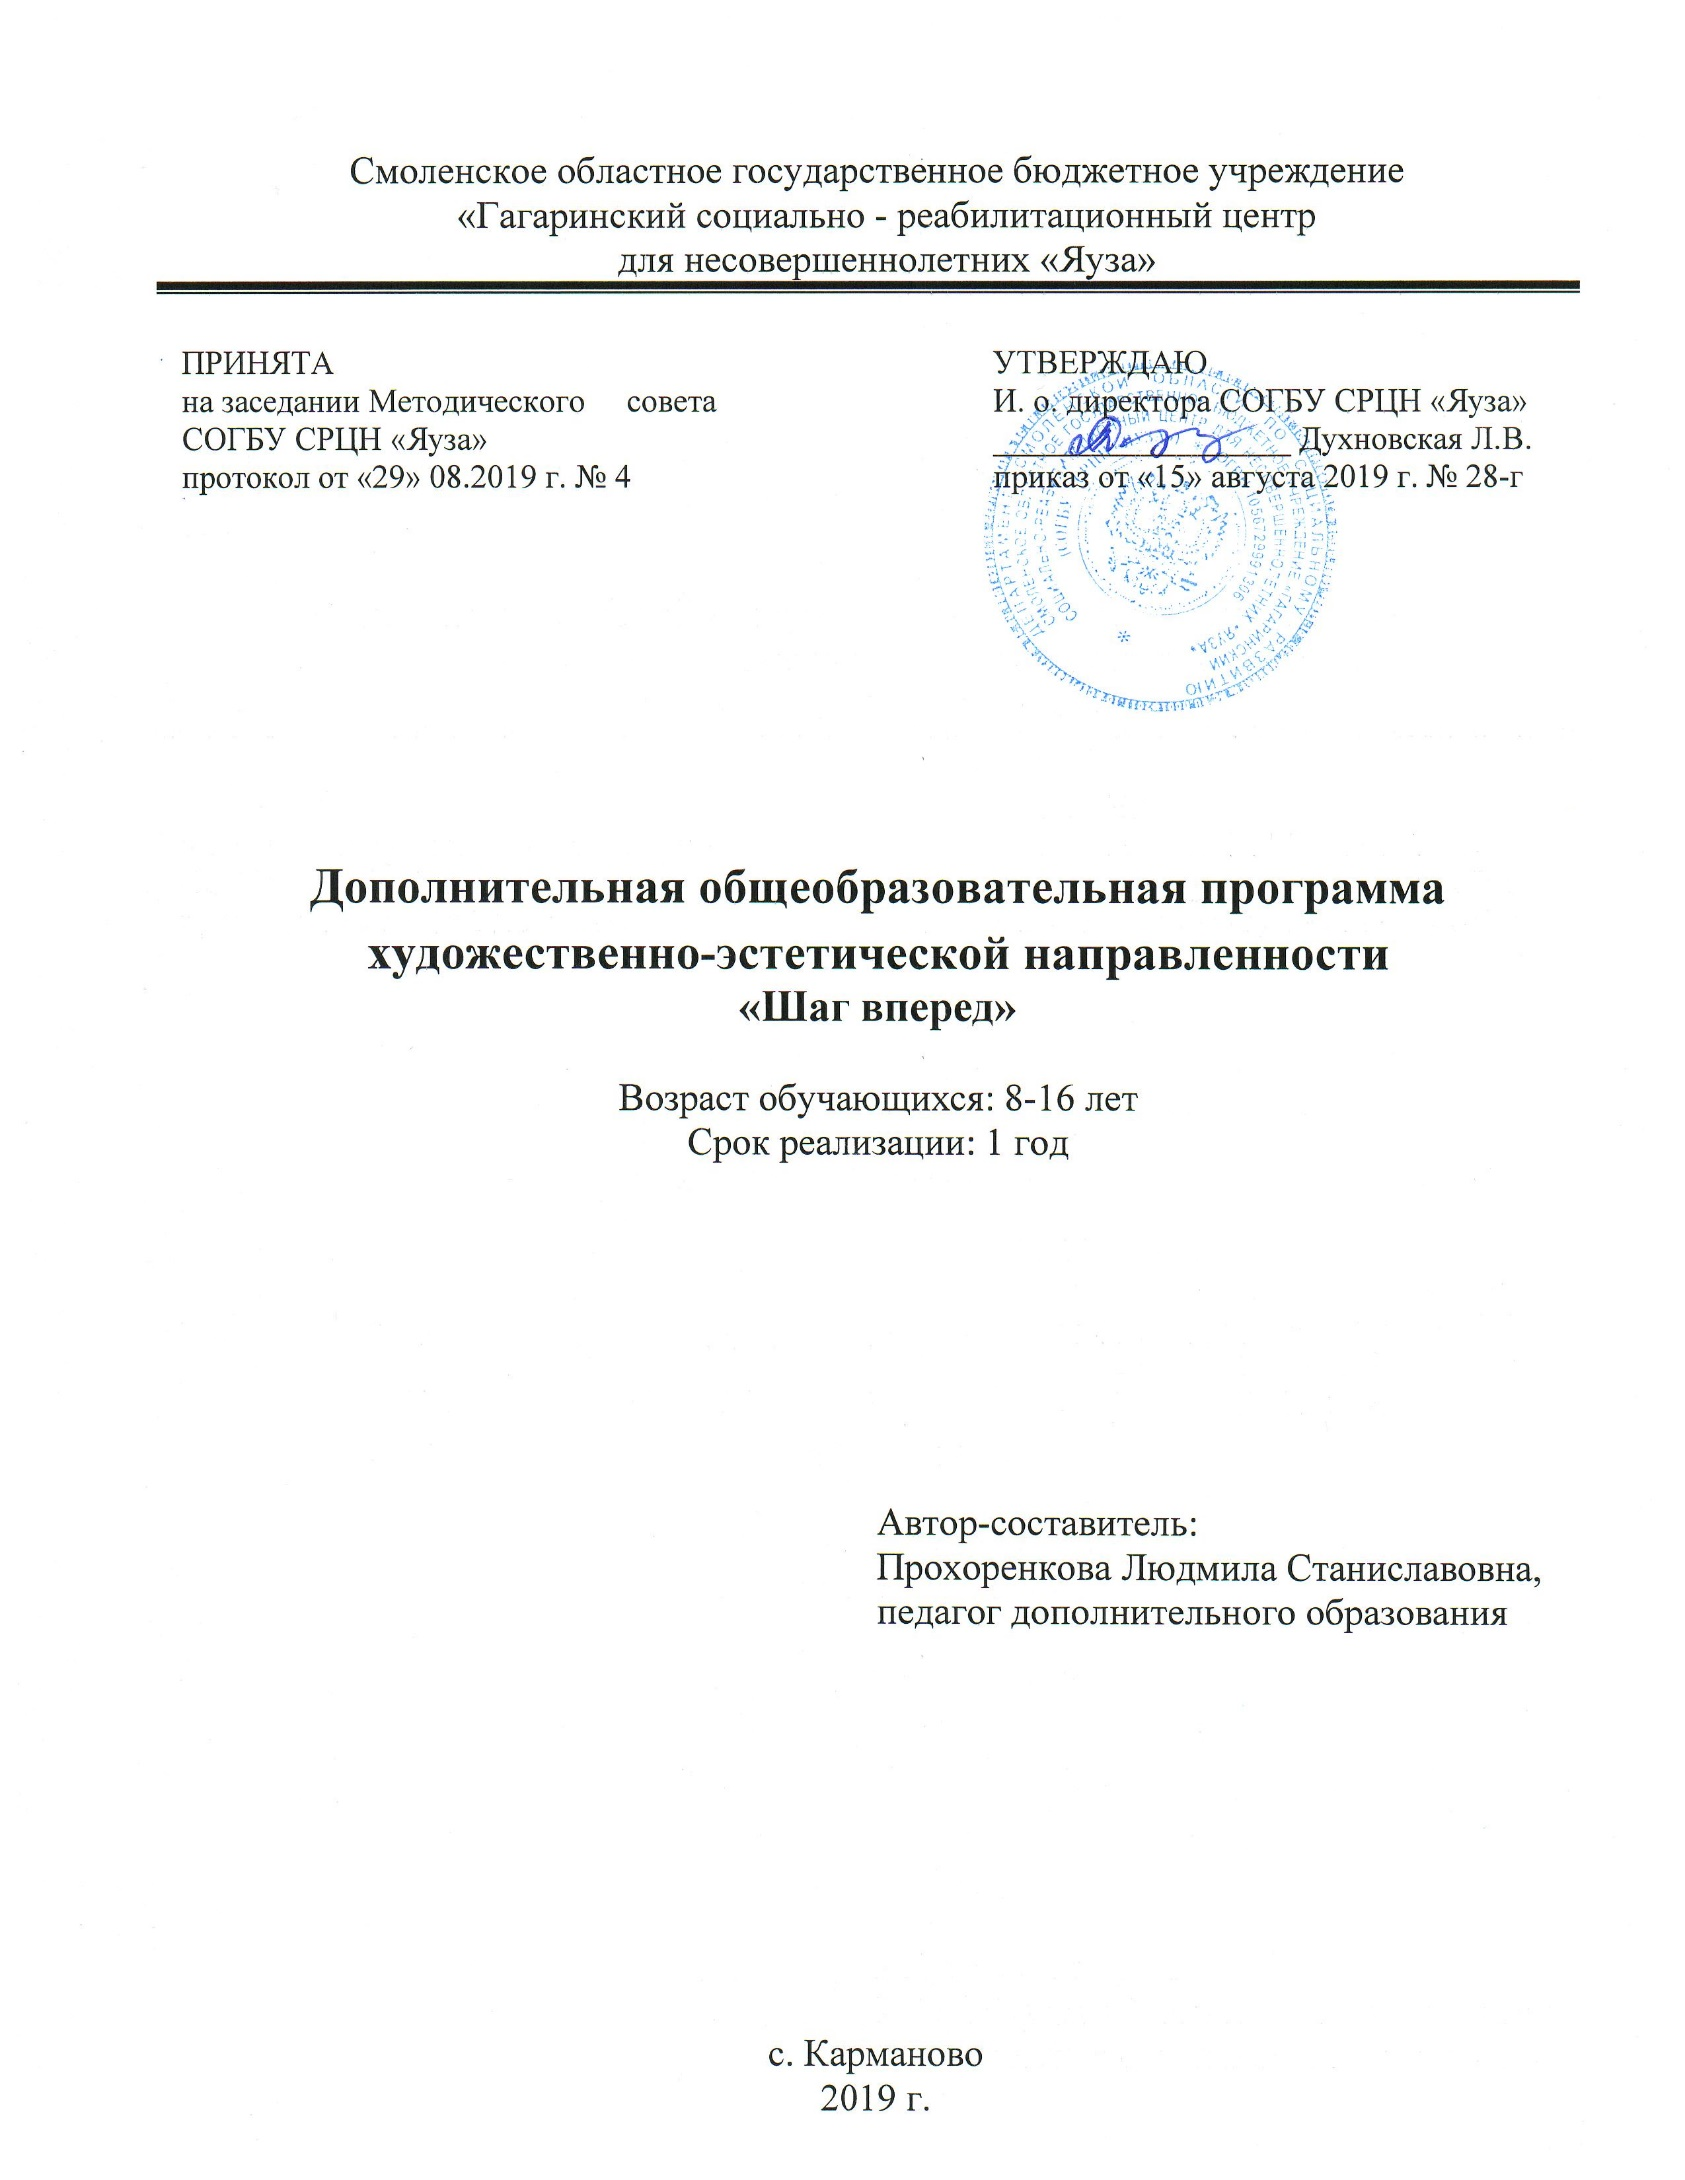 Смоленское областное государственное бюджетное учреждение
«Гагаринский социально - реабилитационный центр
для несовершеннолетних «Яуза»
ПРИНЯТА
на заседании Методического совета
СОГБУ СРЦН «Яуза»
протокол от «29» 08.2019 г. № 4
УТВЕРЖДАЮ
И. о. директора СОГБУ СРЦН «Яуза»
Духновская Л.В.
приказ от «15» августа 2019 г. № 28-г
Дополнительная общеобразовательная программа
художественно-эстетической направленности
«Шаг вперед»
Возраст обучающихся: 8-16 лет
Срок реализации: 1 год
Автор-составитель:
Прохоренкова Людмила Станиславовна,
педагог дополнительного образования
с. Карманово
2019 г.